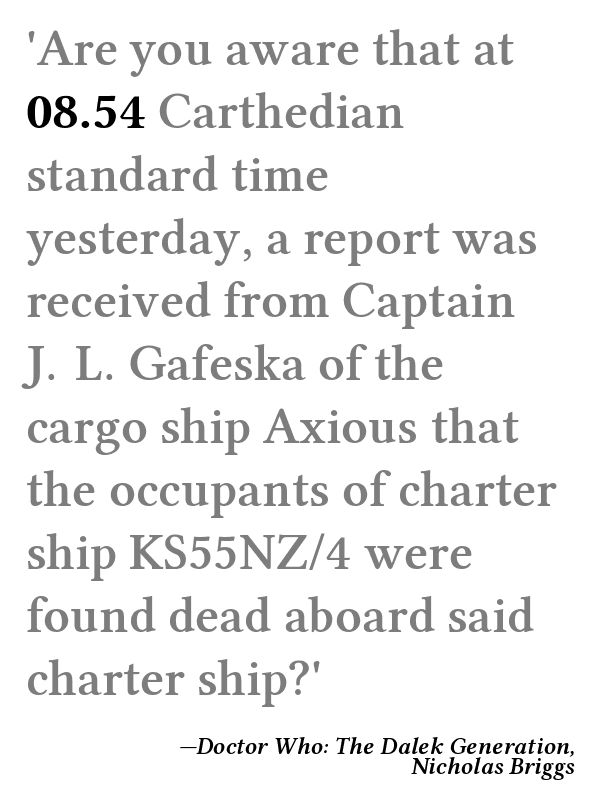 'Are you aware that at
08.54 Carthedian
standard time
yesterday, a report was
received from Captain
J. L. Gafeska of the
cargo ship Axious that
the occupants of charter
ship KS55NZ/4 were
found dead aboard said
charter ship?'
—Doctor Who: The Dalek Generation,
Nicholas Briggs